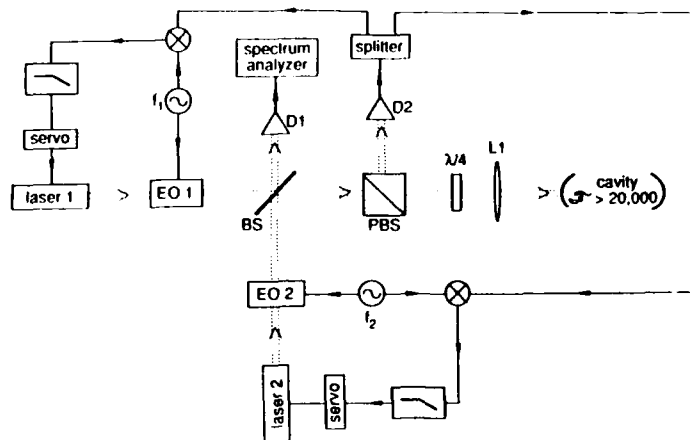 splitter
spectrum
analyzer
D1
D2
f1
servo
laser 1
EO 1
BS
PBS
λ/4
L1
cavity
> 20,000
EO 2
f2
laser 2
servo